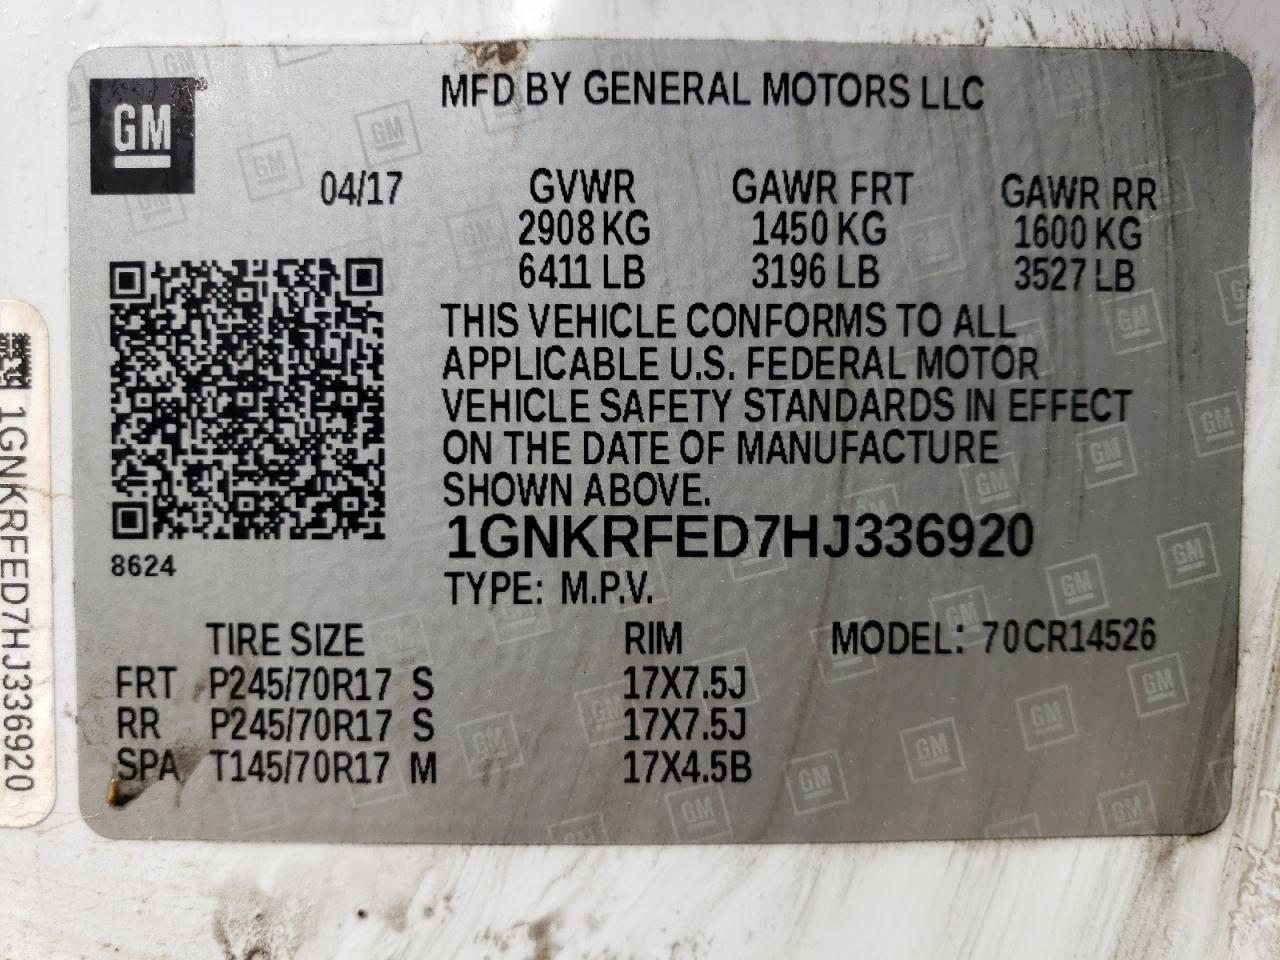 GM
MFD BY GENERAL MOTORS LLC
04/17 GVWR GAWR FRT GAWR RR
2908 KG 1450 KG 1600 KG
6411 LB 3196 LB 3527 LB
THIS VEHICLE CONFORMS TO ALL
APPLICABLE U.S. FEDERAL MOTOR
VEHICLE SAFETY STANDARDS IN EFFECT
ON THE DATE OF MANUFACTURE
SHOWN ABOVE.
1GNKRFED7HJ336920
8624
TYPE: M.P.V.
TIRE SIZE RIM MODEL: 70CR14526
FRT P245/70R17 S 17X7.5J
RR P245/70R17 S 17X7.5J
SPA T145/70R17 M 17X4.5B
1GNKRFED7HJ336920